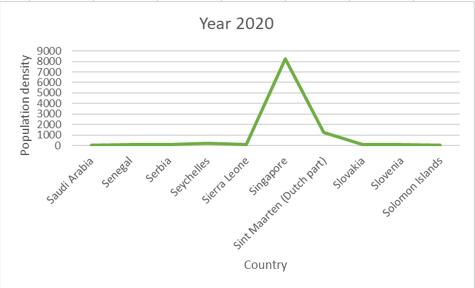 Year 2020
Population density
9000
8000
7000
6000
5000
4000
3000
2000
1000
0
Saudi Arabia
Senegal
Serbia
Seychelles
Sierra Leone
Singapore
Sint Maarten (Dutch part)
Slovakia
Slovenia
Solomon Islands
Country